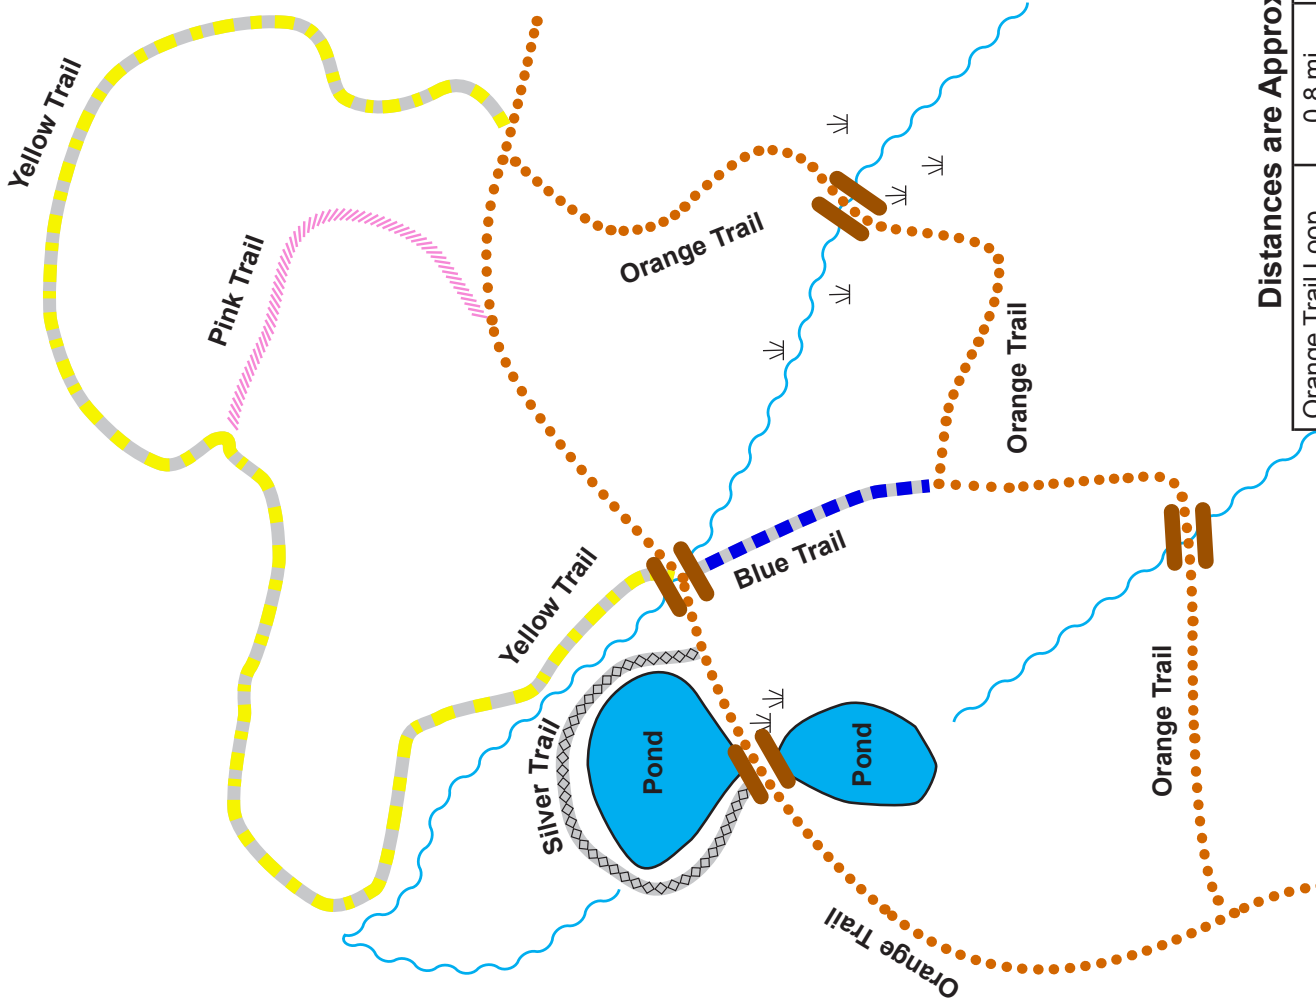 Yellow Trail
Pink Trail
Orange Trail
Orange Trail
Yellow Trail
Blue Trail
Silver Trail
Pond
Pond
Orange Trail
Orange Trail
Distances are Approx
Orange Trail Loop
0.8 mi